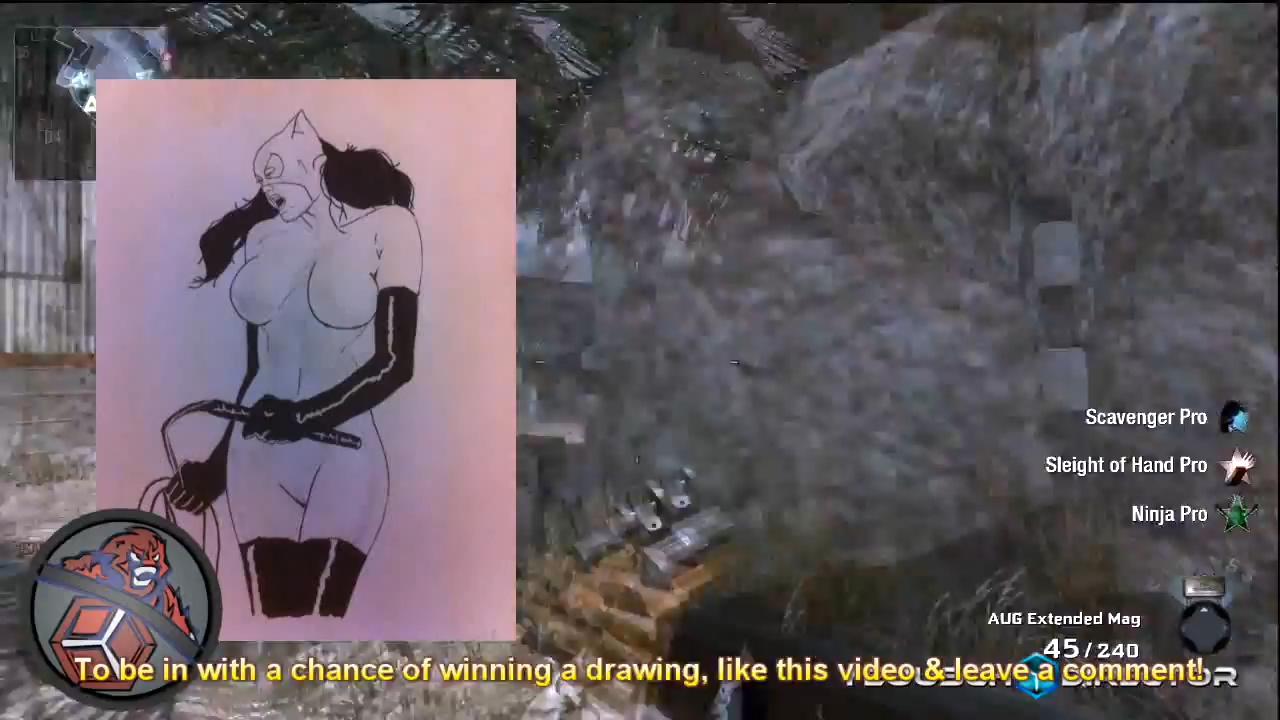 A
Scavenger Pro
Sleight of Hand Pro
Ninja Pro
AUG Extended Mag
45/240
To be in with a chance of winning a drawing, like this video & leave a comment!